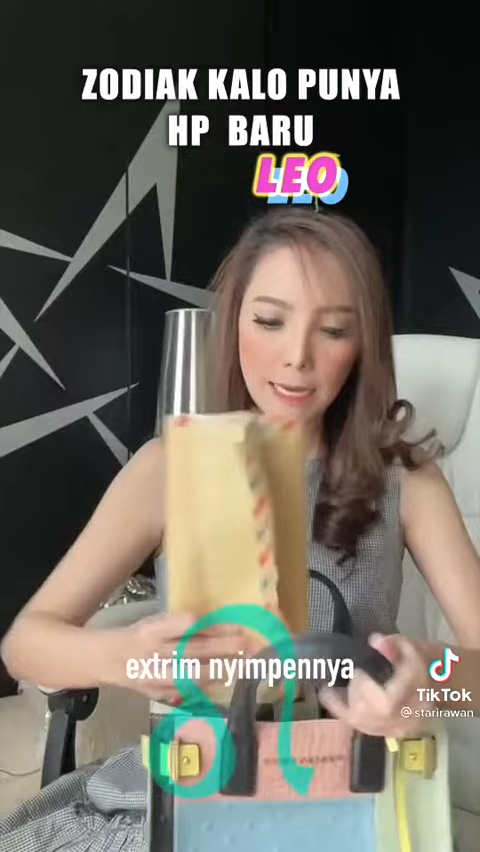 ZODIAK KALO PUNYA
HP BARU
LEO
extrim nyimpennya
TikTok
@ starirawan